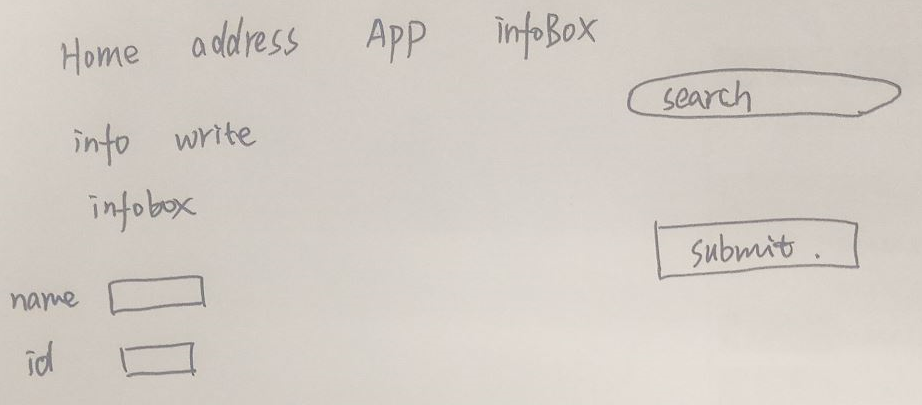 Home address App infoBox
search
info write
infobox
submit.
name
id